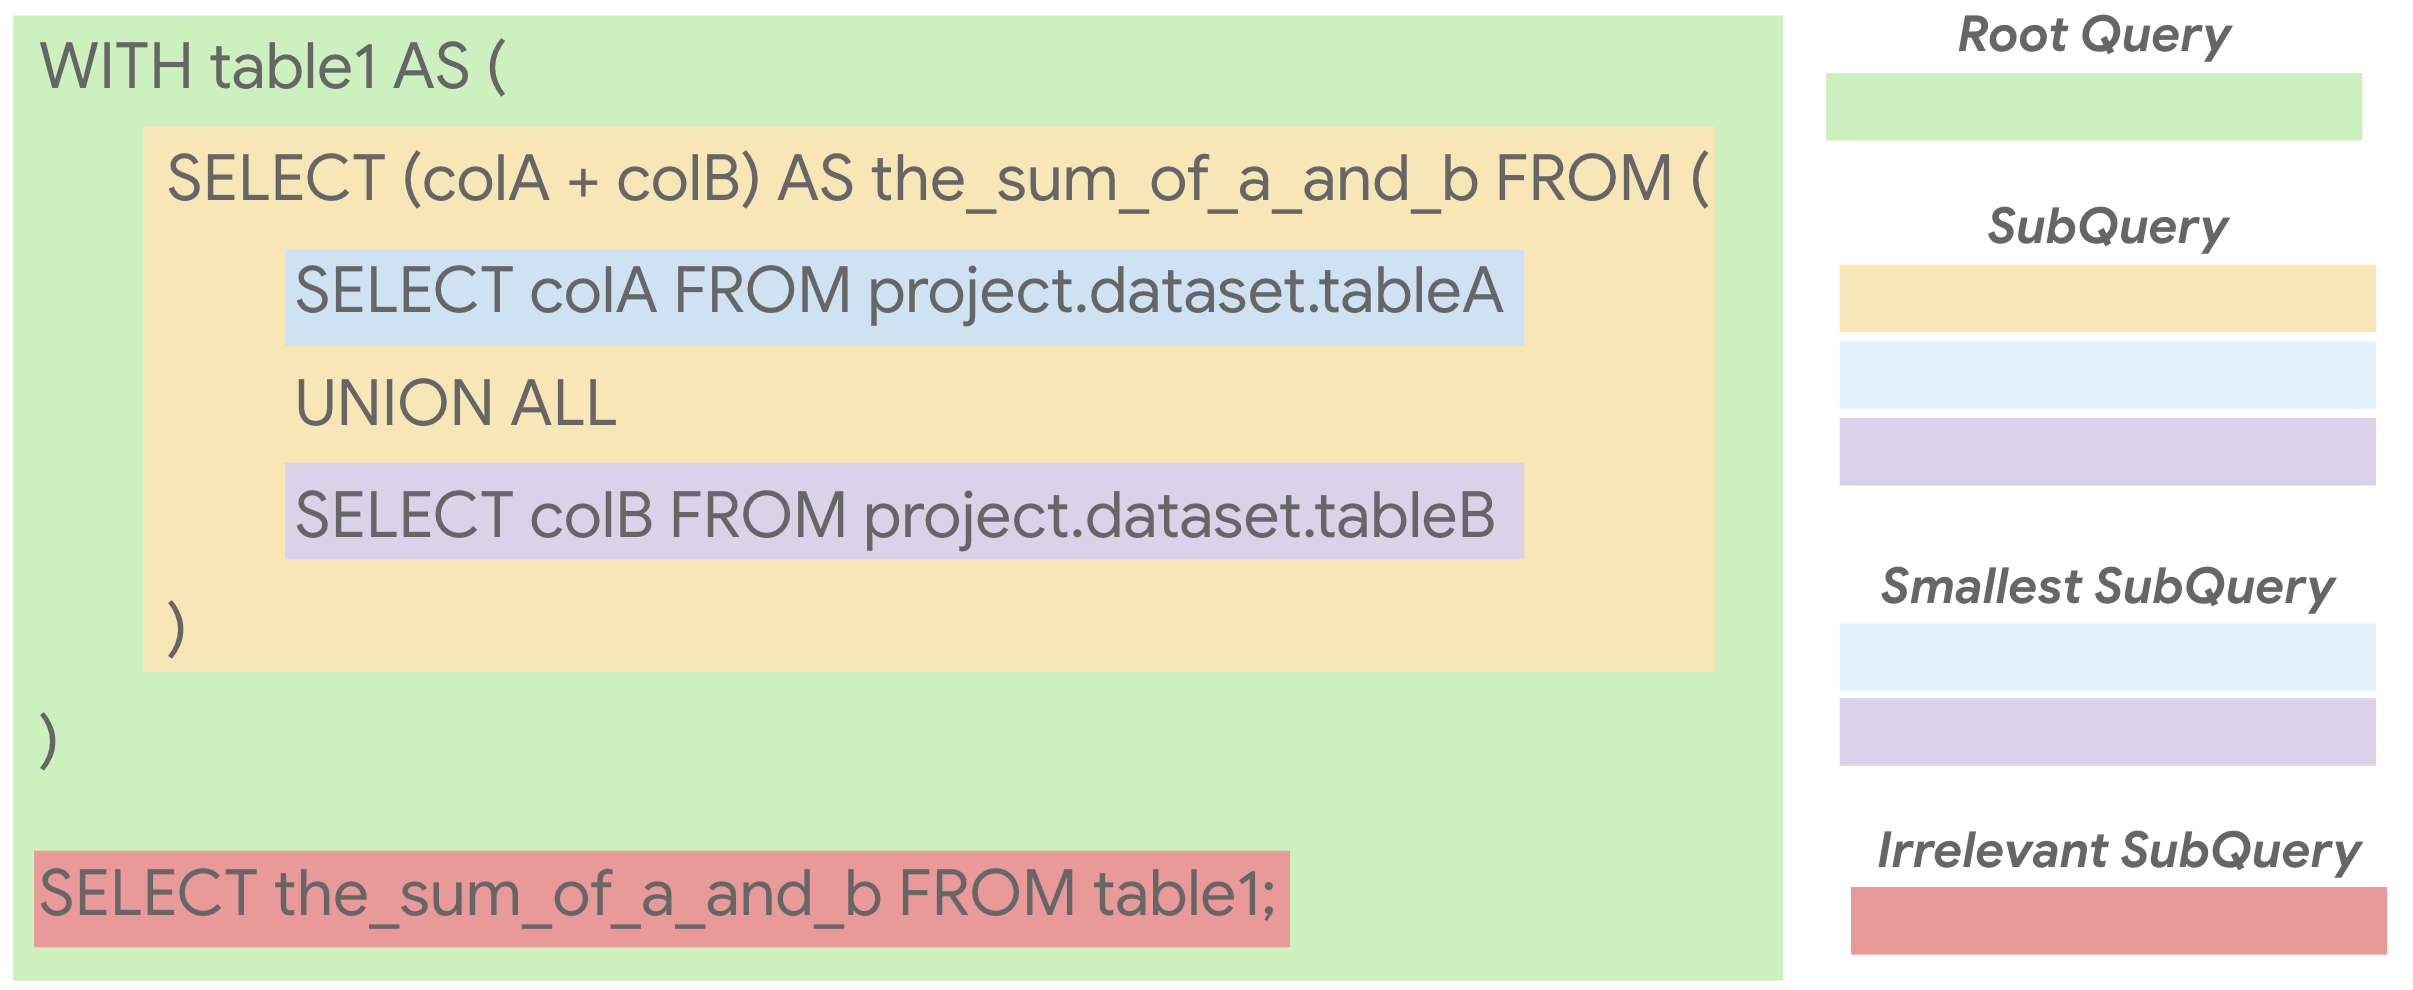 WITH table1 AS (
SELECT (colA + colB) AS the_sum_of_a_and_b FROM (
SELECT colA FROM project.dataset.tableA
UNION ALL
SELECT colB FROM project.dataset.tableB
)
)
SELECT the_sum_of_a_and_b FROM table1;
Root Query
SubQuery
Smallest SubQuery
Irrelevant SubQuery